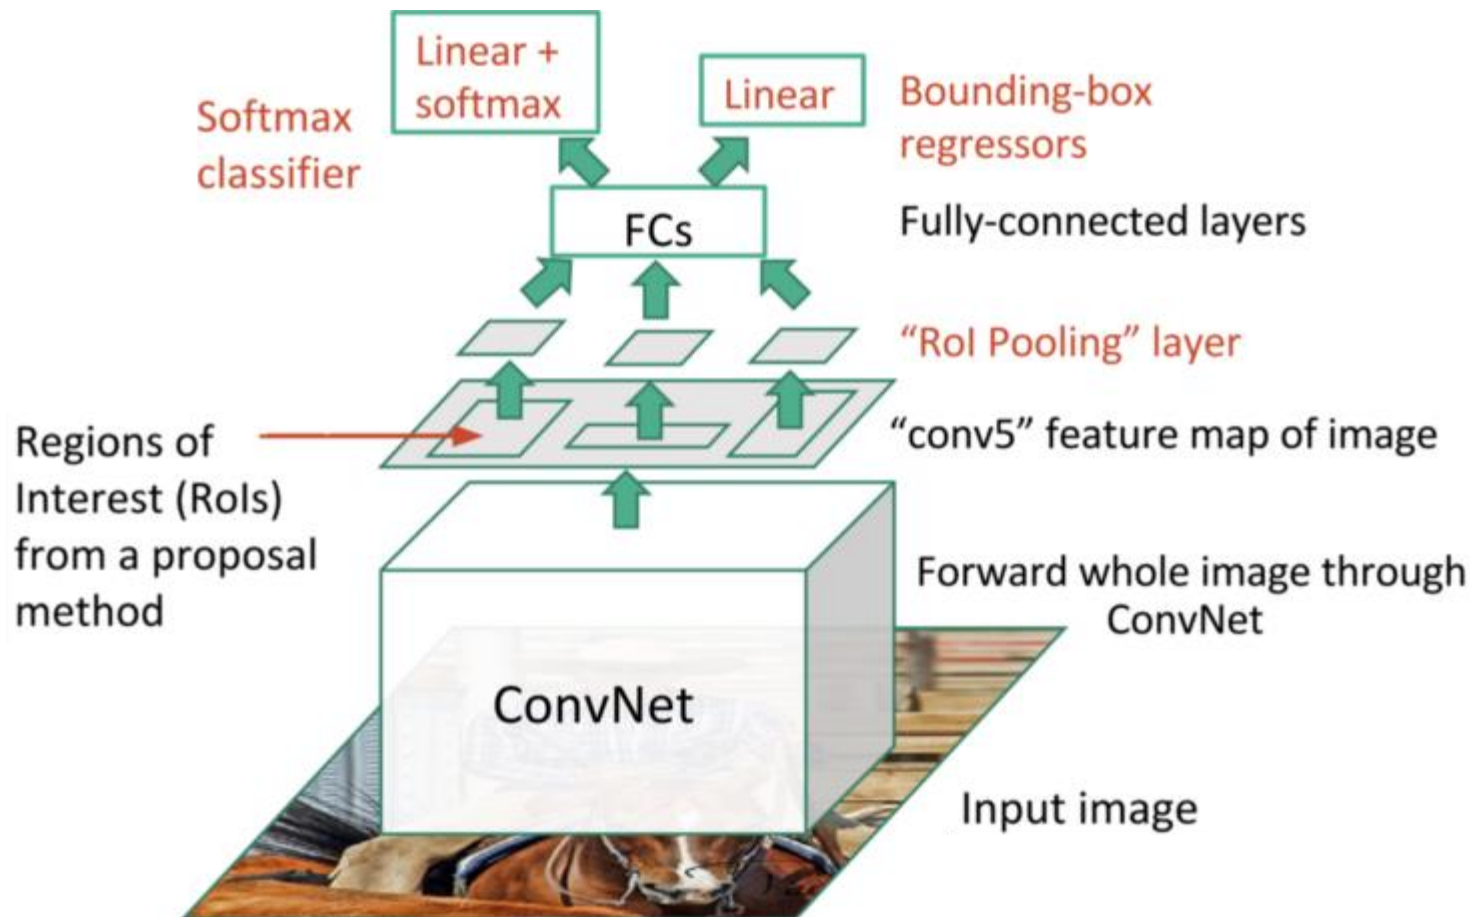 Linear +
softmax
Linear
Softmax
classifier
Bounding-box
regressors
FCs
Fully-connected layers
“RoI Pooling” layer
Regions of
Interest (RoIs)
from a proposal
method
“conv5” feature map of image
Forward whole image through
ConvNet
ConvNet
Input image